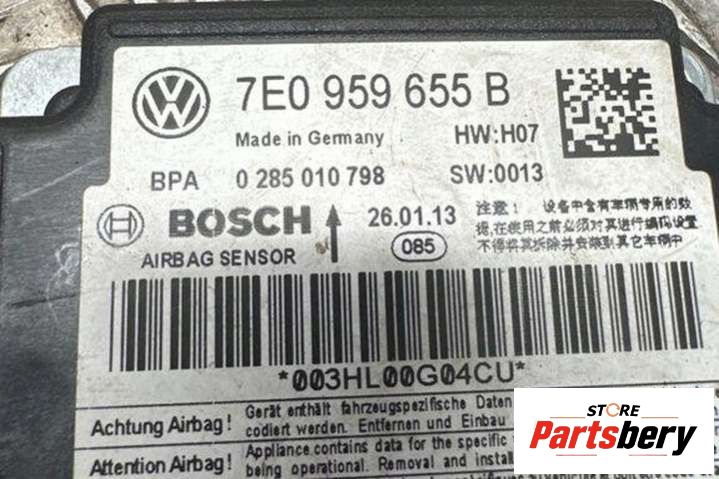 7E0 959 655 B
Made in Germany HW:H07
BPA 0 285 010 798 SW:0013
BOSCH 26.01.13
AIRBAG SENSOR 085
注意！ 设备中含有车辆专用的数
据,在使用之前必须对其进行编码设置
不得将其拆除并安装到其它车辆中
*003HL00G04CU*
Achtung Airbag! Gerät enthält fahrzeugspezifische Daten
codiert werden. Entfernen und Einbau
Attention Airbag! Appliance contains data for the specific
being operational. Removal and
STORE
Partsbery